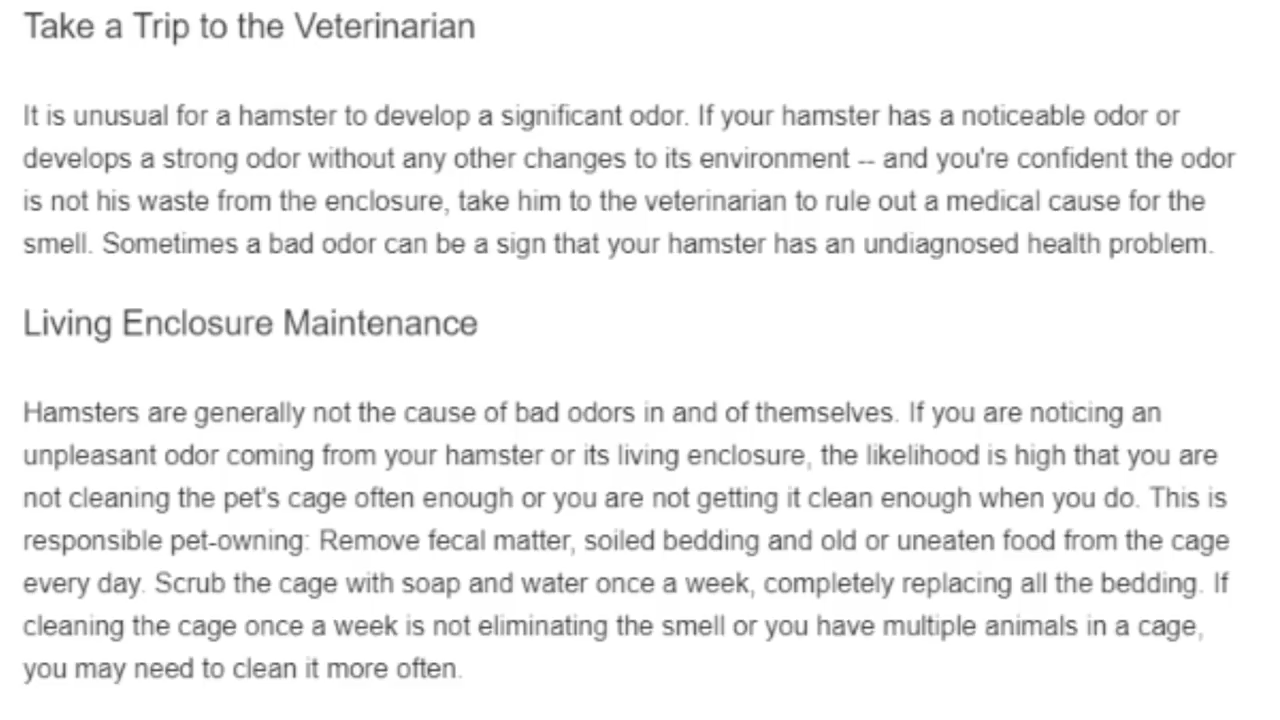 Take a Trip to the Veterinarian
It is unusual for a hamster to develop a significant odor. If your hamster has a noticeable odor or
develops a strong odor without any other changes to its environment -- and you're confident the odor
is not his waste from the enclosure, take him to the veterinarian to rule out a medical cause for the
smell. Sometimes a bad odor can be a sign that your hamster has an undiagnosed health problem.
Living Enclosure Maintenance
Hamsters are generally not the cause of bad odors in and of themselves. If you are noticing an
unpleasant odor coming from your hamster or its living enclosure, the likelihood is high that you are
not cleaning the pet's cage often enough or you are not getting it clean enough when you do. This is
responsible pet-owning: Remove fecal matter, soiled bedding and old or uneaten food from the cage
every day. Scrub the cage with soap and water once a week, completely replacing all the bedding. If
cleaning the cage once a week is not eliminating the smell or you have multiple animals in a cage,
you may need to clean it more often.